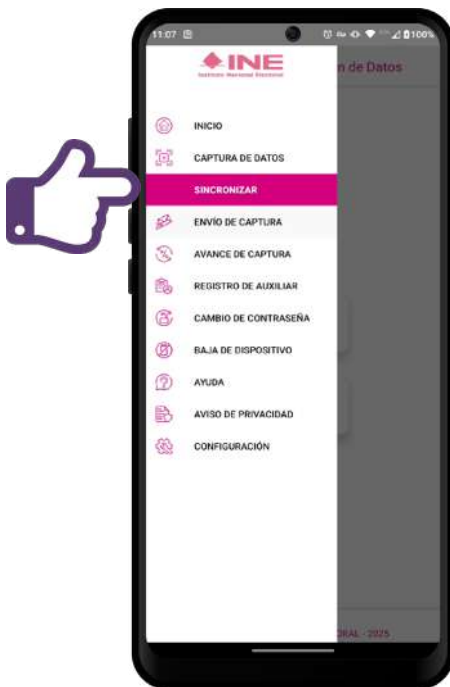 11:07
100%
INE
Instituto Nacional Electoral
n de Datos
INICIO
CAPTURA DE DATOS
SINCRONIZAR
ENVÍO DE CAPTURA
AVANCE DE CAPTURA
REGISTRO DE AUXILIAR
CAMBIO DE CONTRASEÑA
BAJA DE DISPOSITIVO
AYUDA
AVISO DE PRIVACIDAD
CONFIGURACIÓN
ORAL - 2025